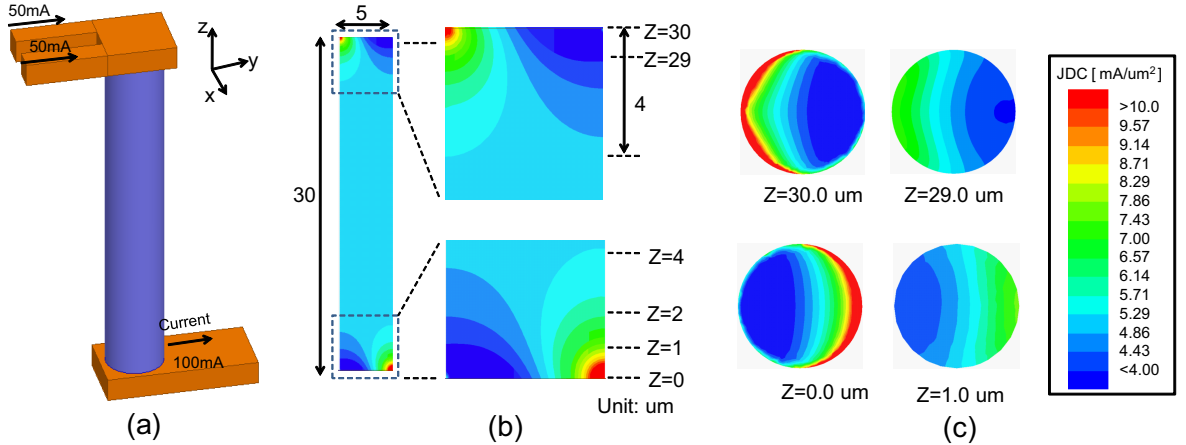 50mA
50mA
z
y
x
Current
100mA
(a)
5
30
Z=30
Z=29
4
Z=4
Z=2
Z=1
Z=0
Unit: um
(b)
Z=30.0 um
Z=29.0 um
Z=0.0 um
Z=1.0 um
(c)
JDC [ mA/um²]
>10.0
9.57
9.14
8.71
8.29
7.86
7.43
7.00
6.57
6.14
5.71
5.29
4.86
4.43
<4.00